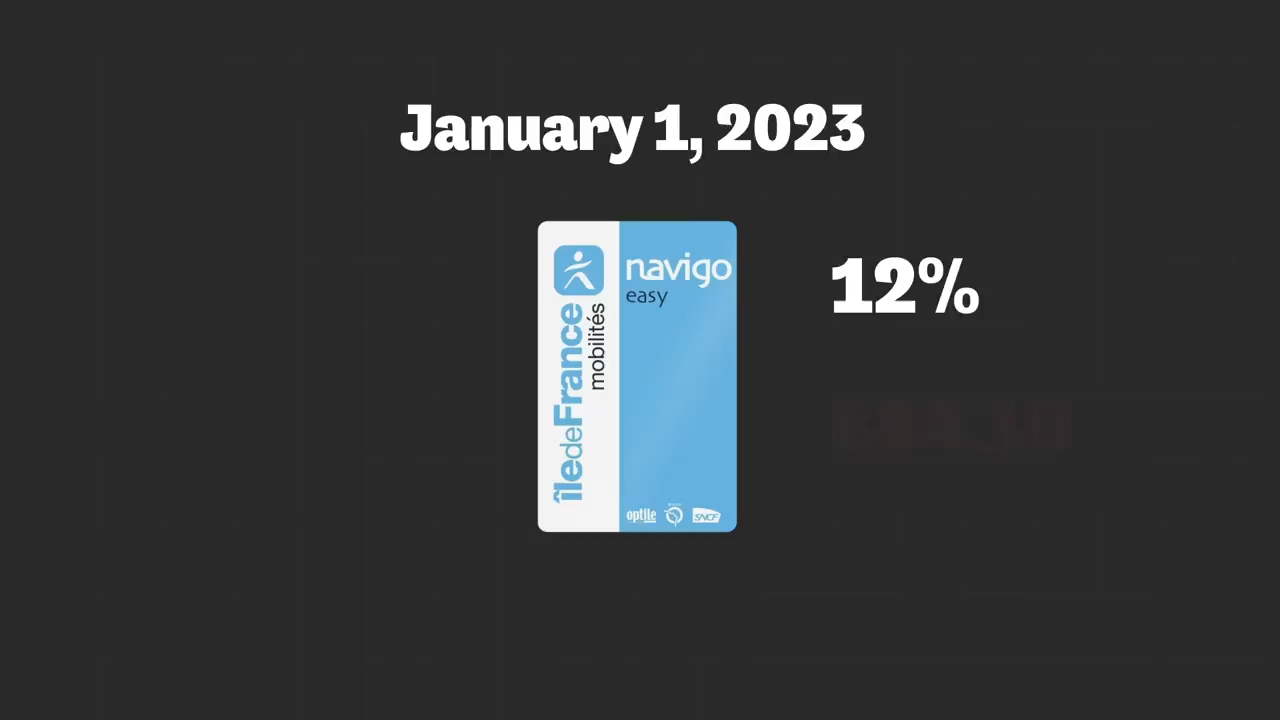 January 1, 2023
navigo
easy
îledeFrance
mobilités
12%
optile
SNCF